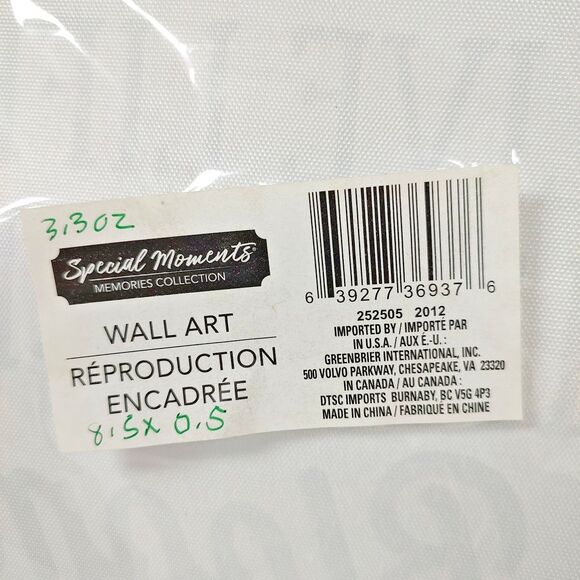 3.3oz
Special Moments®
MEMORIES COLLECTION
WALL ART
RÉPRODUCTION
ENCADRÉE
8.5x 0.5
6 39277 36937 6
252505 2012
IMPORTED BY / IMPORTÉ PAR
IN U.S.A. / AUX É.-U. :
GREENBRIER INTERNATIONAL, INC.
500 VOLVO PARKWAY, CHESAPEAKE, VA 23320
IN CANADA / AU CANADA :
DTSC IMPORTS BURNABY, BC V5G 4P3
MADE IN CHINA / FABRIQUÉ EN CHINE